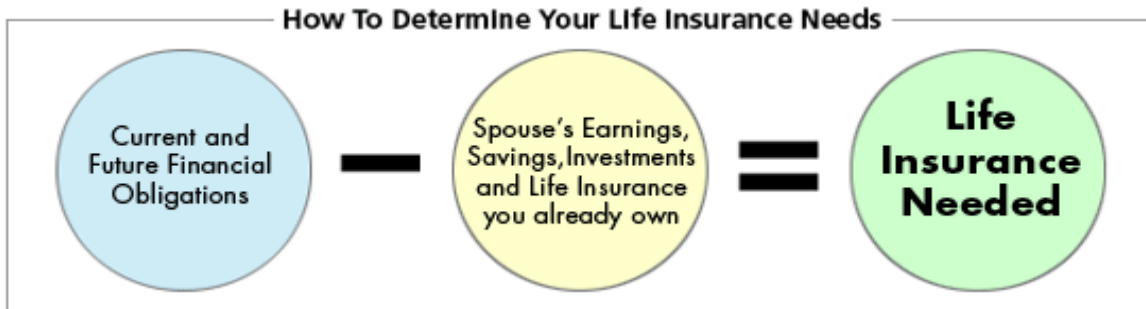 How To Determine Your Life Insurance Needs
Current and
Future Financial
Obligations
Spouse's Earnings,
Savings,Investments
and Life Insurance
you already own
Life
Insurance
Needed